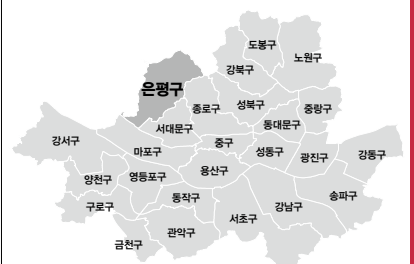 도봉구
노원구
강북구
은평구
종로구
성북구
중랑구
동대문구
서대문구
강서구
마포구
중구
성동구
광진구
강동구
양천구
영등포구
용산구
동작구
송파구
구로구
서초구
강남구
관악구
금천구